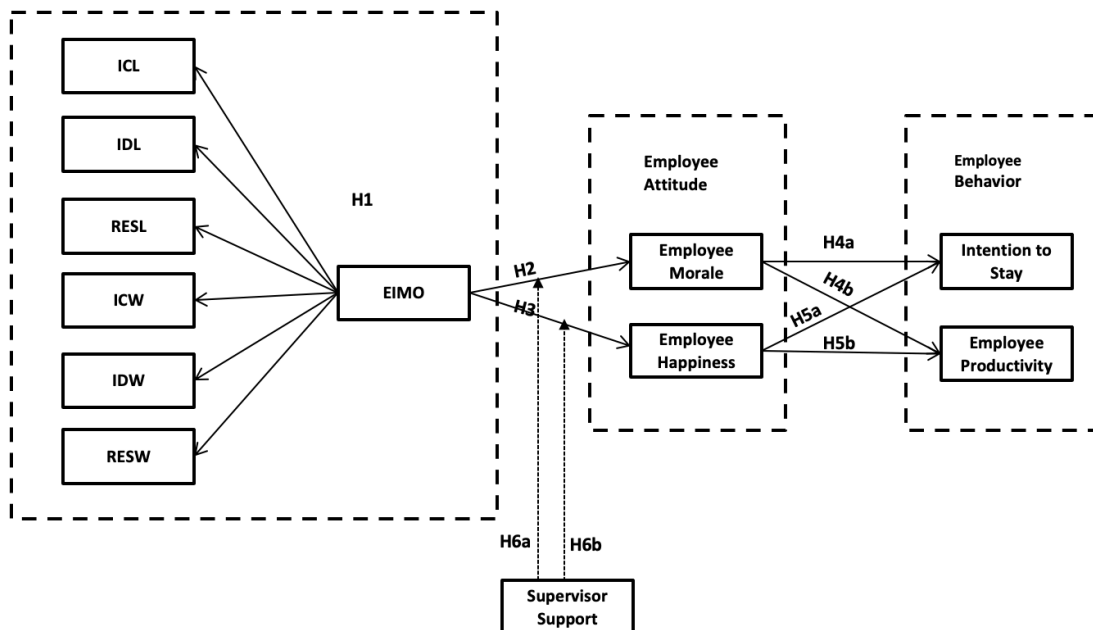 ICL
IDL
RESL
ICW
IDW
RESW
H1
EIMO
H2
H3
Employee
Attitude
Employee
Morale
Employee
Happiness
H4a
H4b
H5a
H5b
Employee
Behavior
Intention to
Stay
Employee
Productivity
H6a
H6b
Supervisor
Support